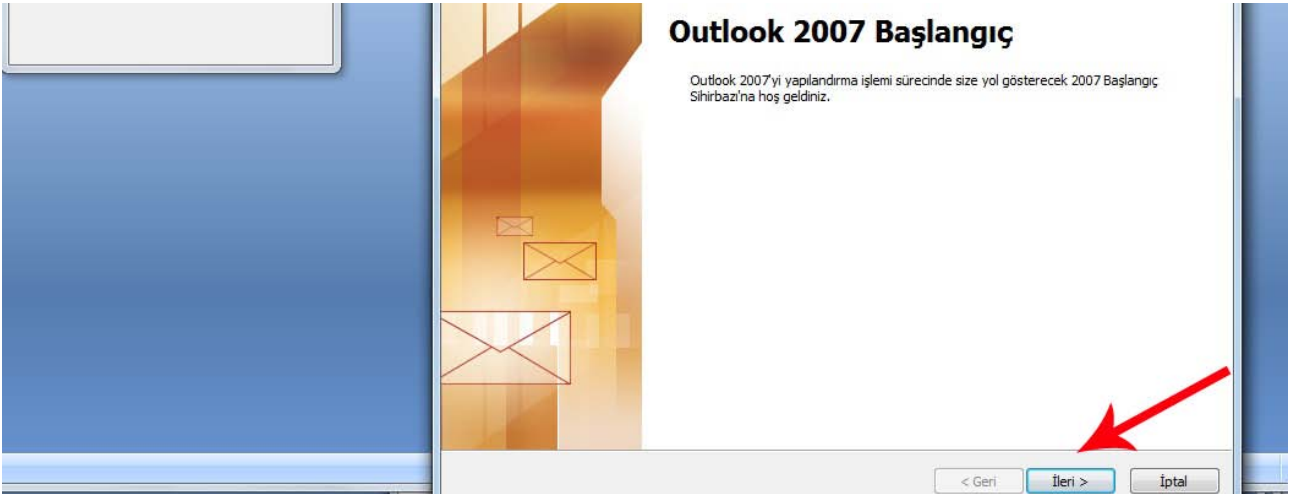 Outlook 2007 Başlangıç
Outlook 2007'yi yapılandırma işlemi sürecinde size yol gösterecek 2007 Başlangıç
Sihirbazı'na hoş geldiniz.
< Geri İleri > İptal